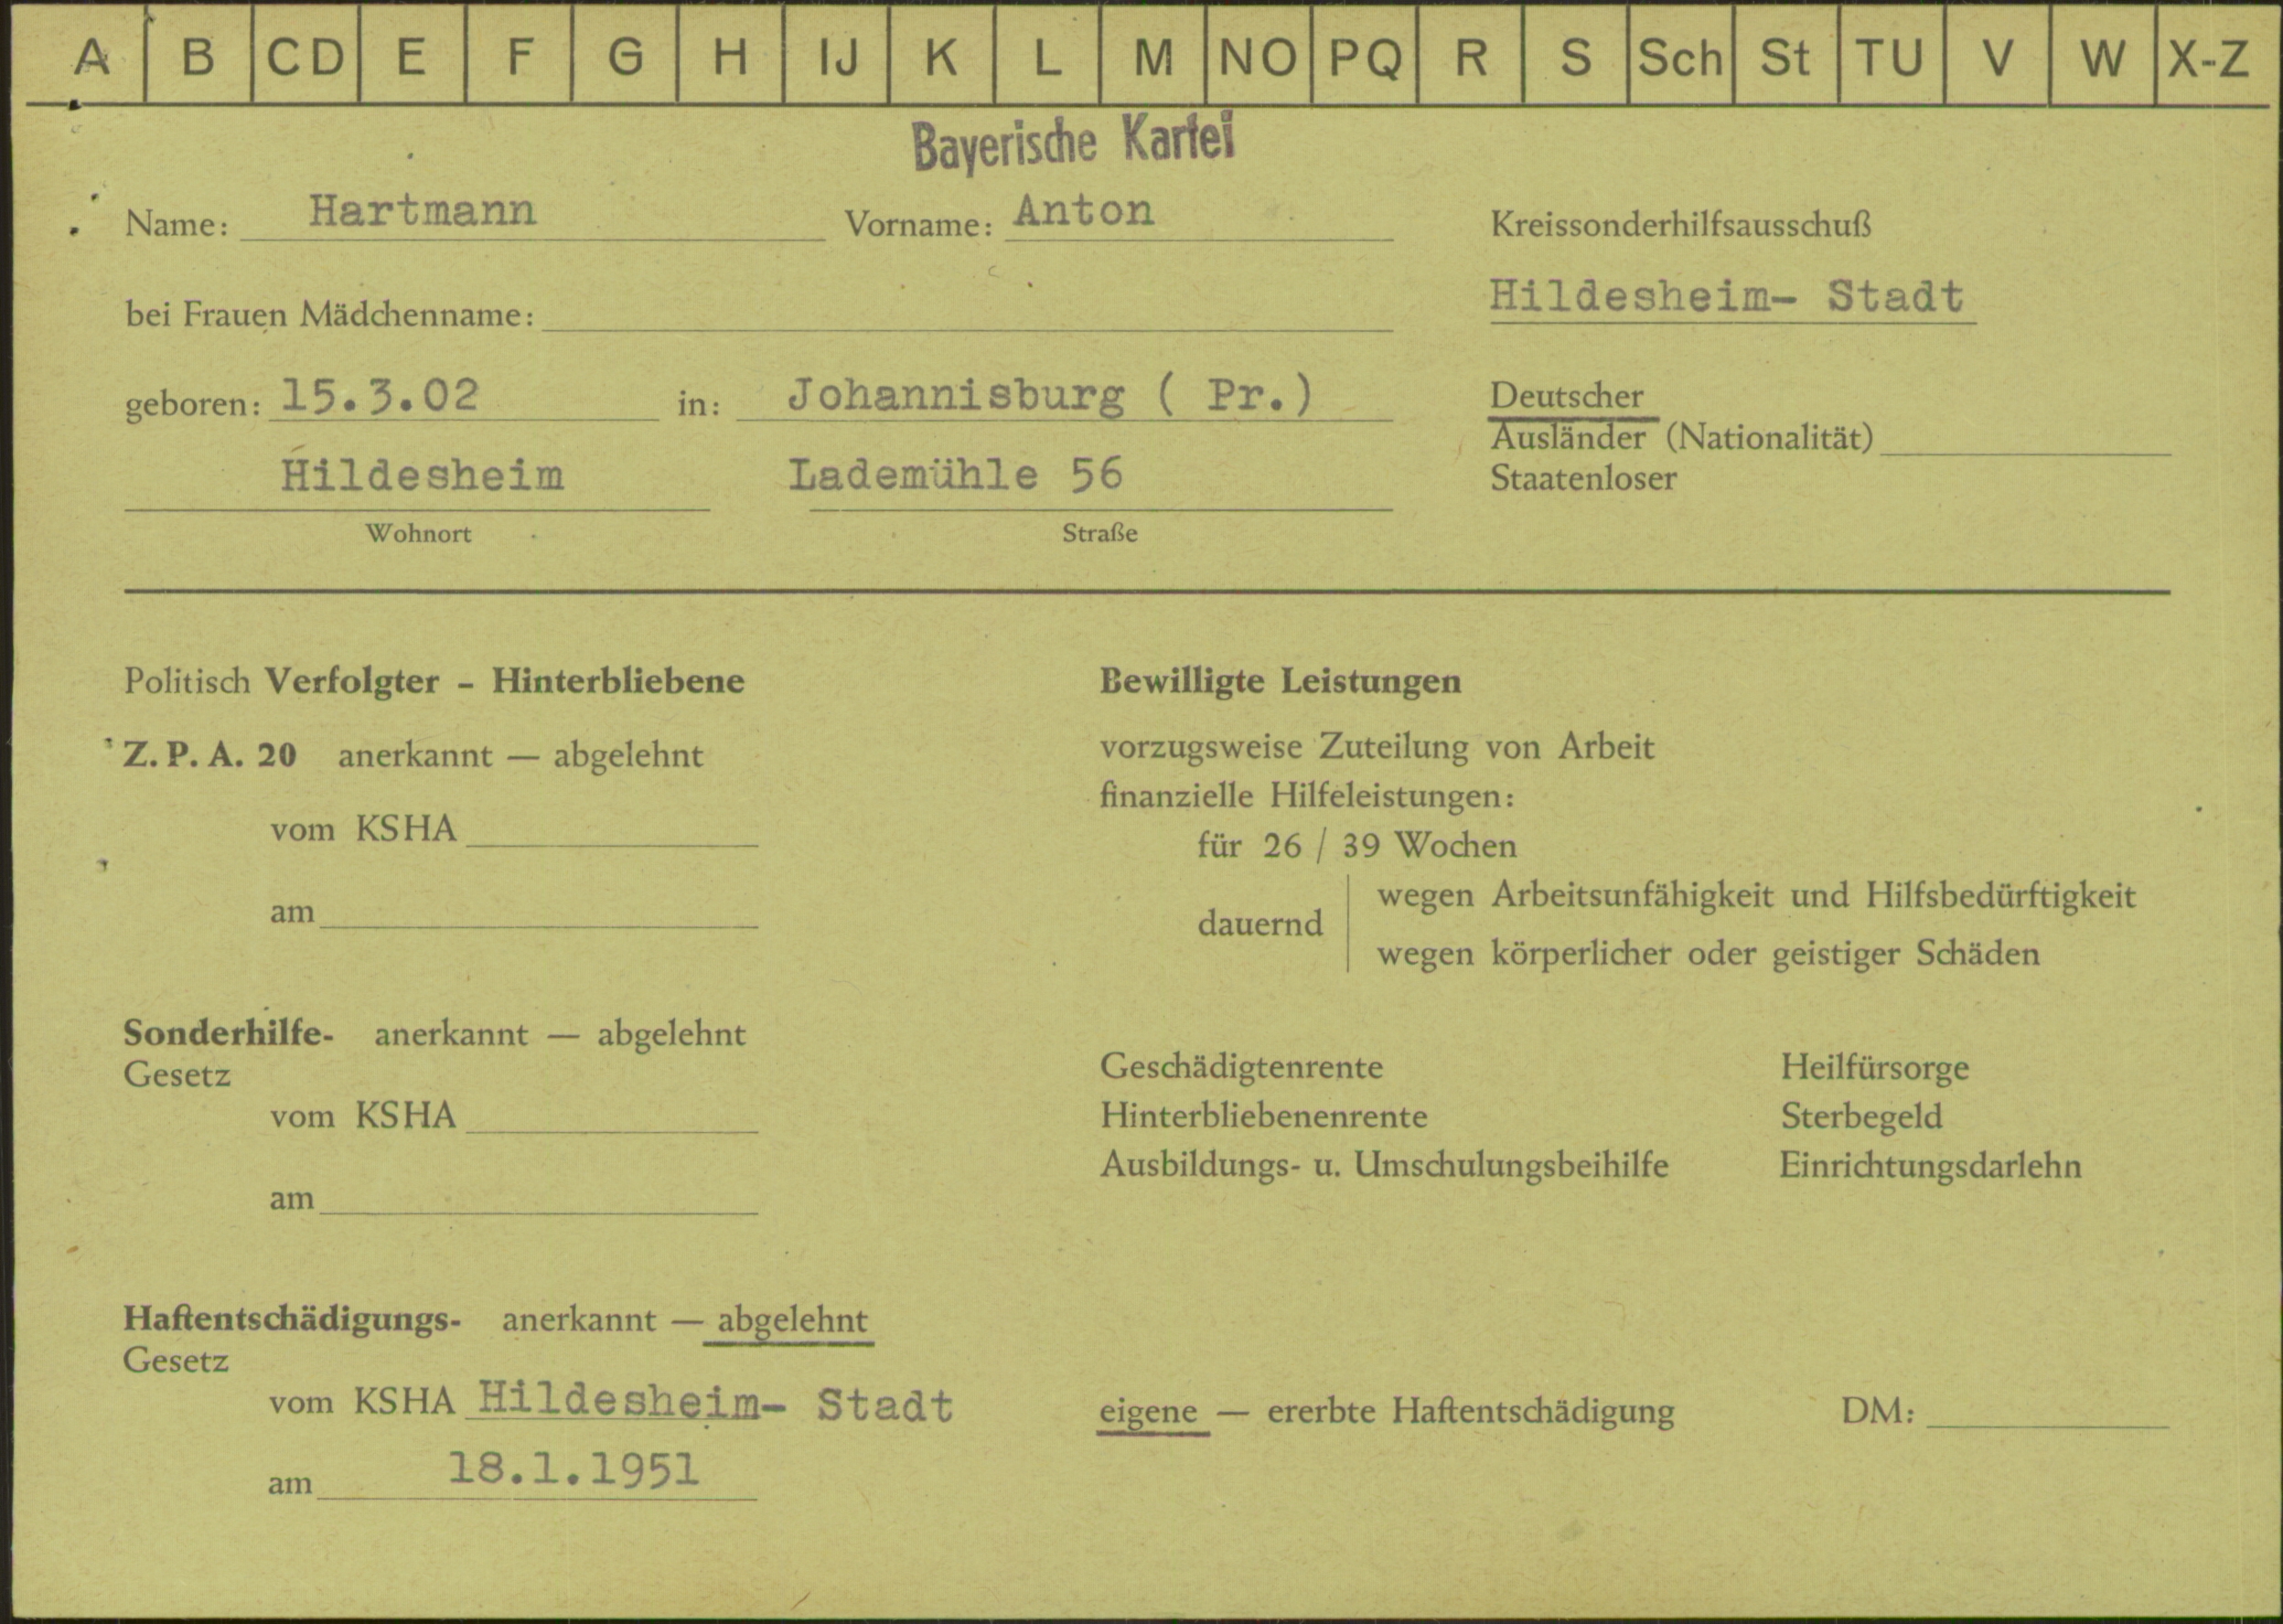 A B CD E F G H IJ K L M NO PQ R S Sch St TU V W X-Z
Bayerische Kartei
Name: Hartmann Vorname: Anton Kreissonderhilfsausschuß
bei Frauen Mädchenname: Hildesheim- Stadt
geboren: 15.3.02 in: Johannisburg ( Pr.) Deutscher
Ausländer (Nationalität)
Hildesheim Lademühle 56 Staatenloser
Wohnort Straße
Politisch Verfolgter - Hinterbliebene
Z. P. A. 20 anerkannt — abgelehnt
vom KSHA
am
Sonderhilfe- anerkannt — abgelehnt
Gesetz
vom KSHA
am
Haftentschädigungs- anerkannt — abgelehnt
Gesetz
vom KSHA Hildesheim- Stadt
am 18.1.1951
Bewilligte Leistungen
vorzugsweise Zuteilung von Arbeit
finanzielle Hilfeleistungen:
für 26 / 39 Wochen
dauernd
wegen Arbeitsunfähigkeit und Hilfsbedürftigkeit
wegen körperlicher oder geistiger Schäden
Geschädigtenrente Heilfürsorge
Hinterbliebenenrente Sterbegeld
Ausbildungs- u. Umschulungsbeihilfe Einrichtungsdarlehn
eigene — ererbte Haftentschädigung DM: